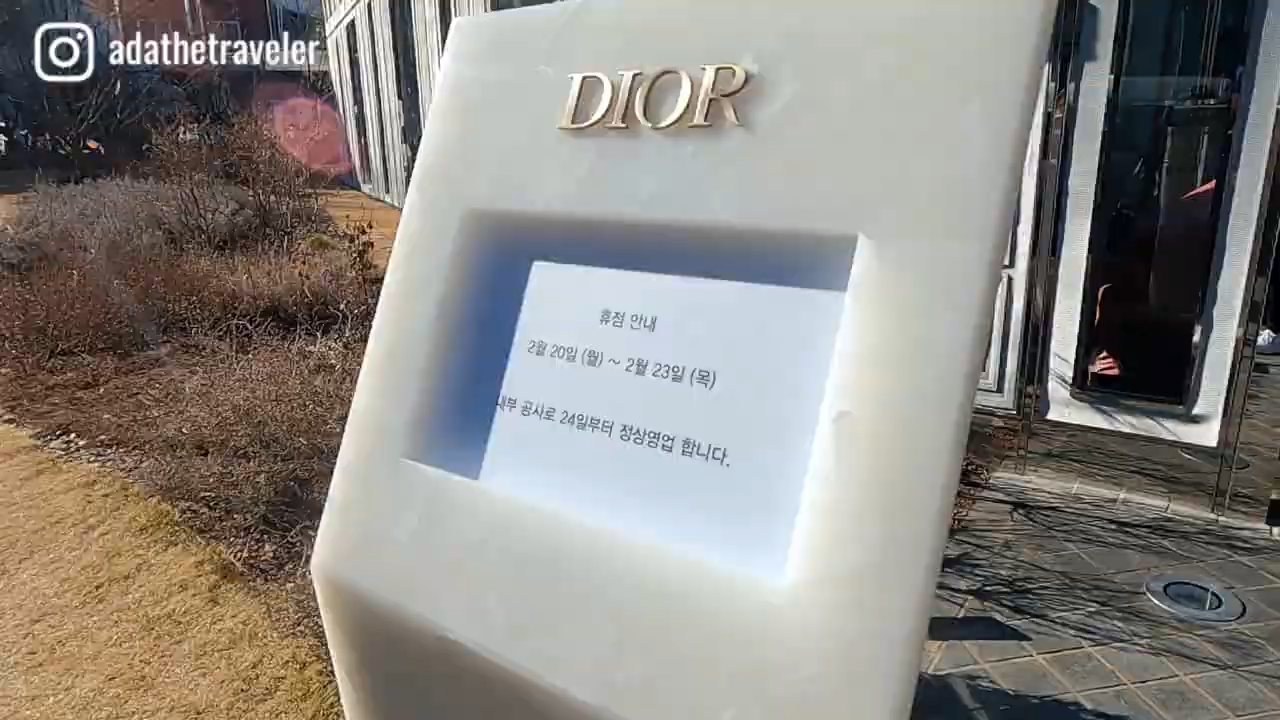 adathetraveler
DIOR
휴점 안내
2월 20일 (월) ~ 2월 23일 (목)
내부 공사로 24일부터 정상영업 합니다.